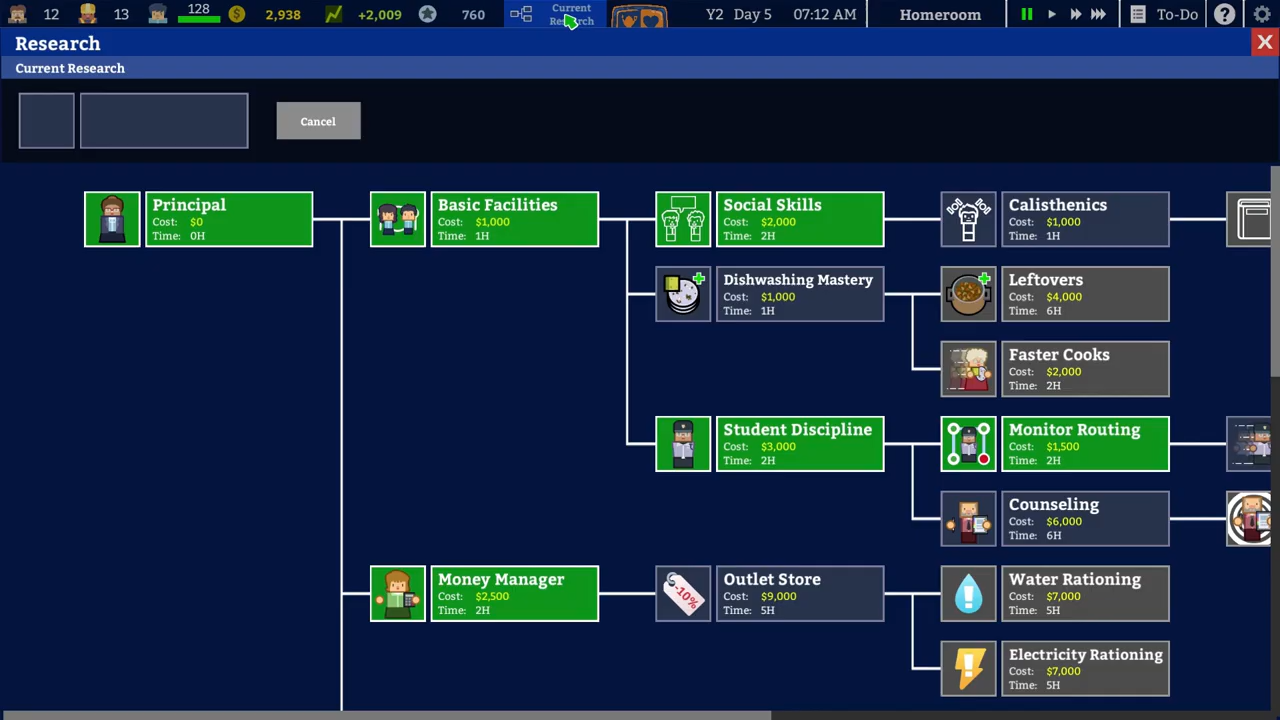 12 13 128 2,938 +2,009 760 Current Research Y2 Day 5 07:12 AM Homeroom To-Do ?
Research X
Current Research
Cancel
Principal
Cost: $0
Time: 0H
Basic Facilities
Cost: $1,000
Time: 1H
Social Skills
Cost: $2,000
Time: 2H
Calisthenics
Cost: $1,000
Time: 1H
Dishwashing Mastery
Cost: $1,000
Time: 1H
Leftovers
Cost: $4,000
Time: 6H
Faster Cooks
Cost: $2,000
Time: 2H
Student Discipline
Cost: $3,000
Time: 2H
Monitor Routing
Cost: $1,500
Time: 2H
Counseling
Cost: $6,000
Time: 6H
Money Manager
Cost: $2,500
Time: 2H
-10%
Outlet Store
Cost: $9,000
Time: 5H
Water Rationing
Cost: $7,000
Time: 5H
Electricity Rationing
Cost: $7,000
Time: 5H